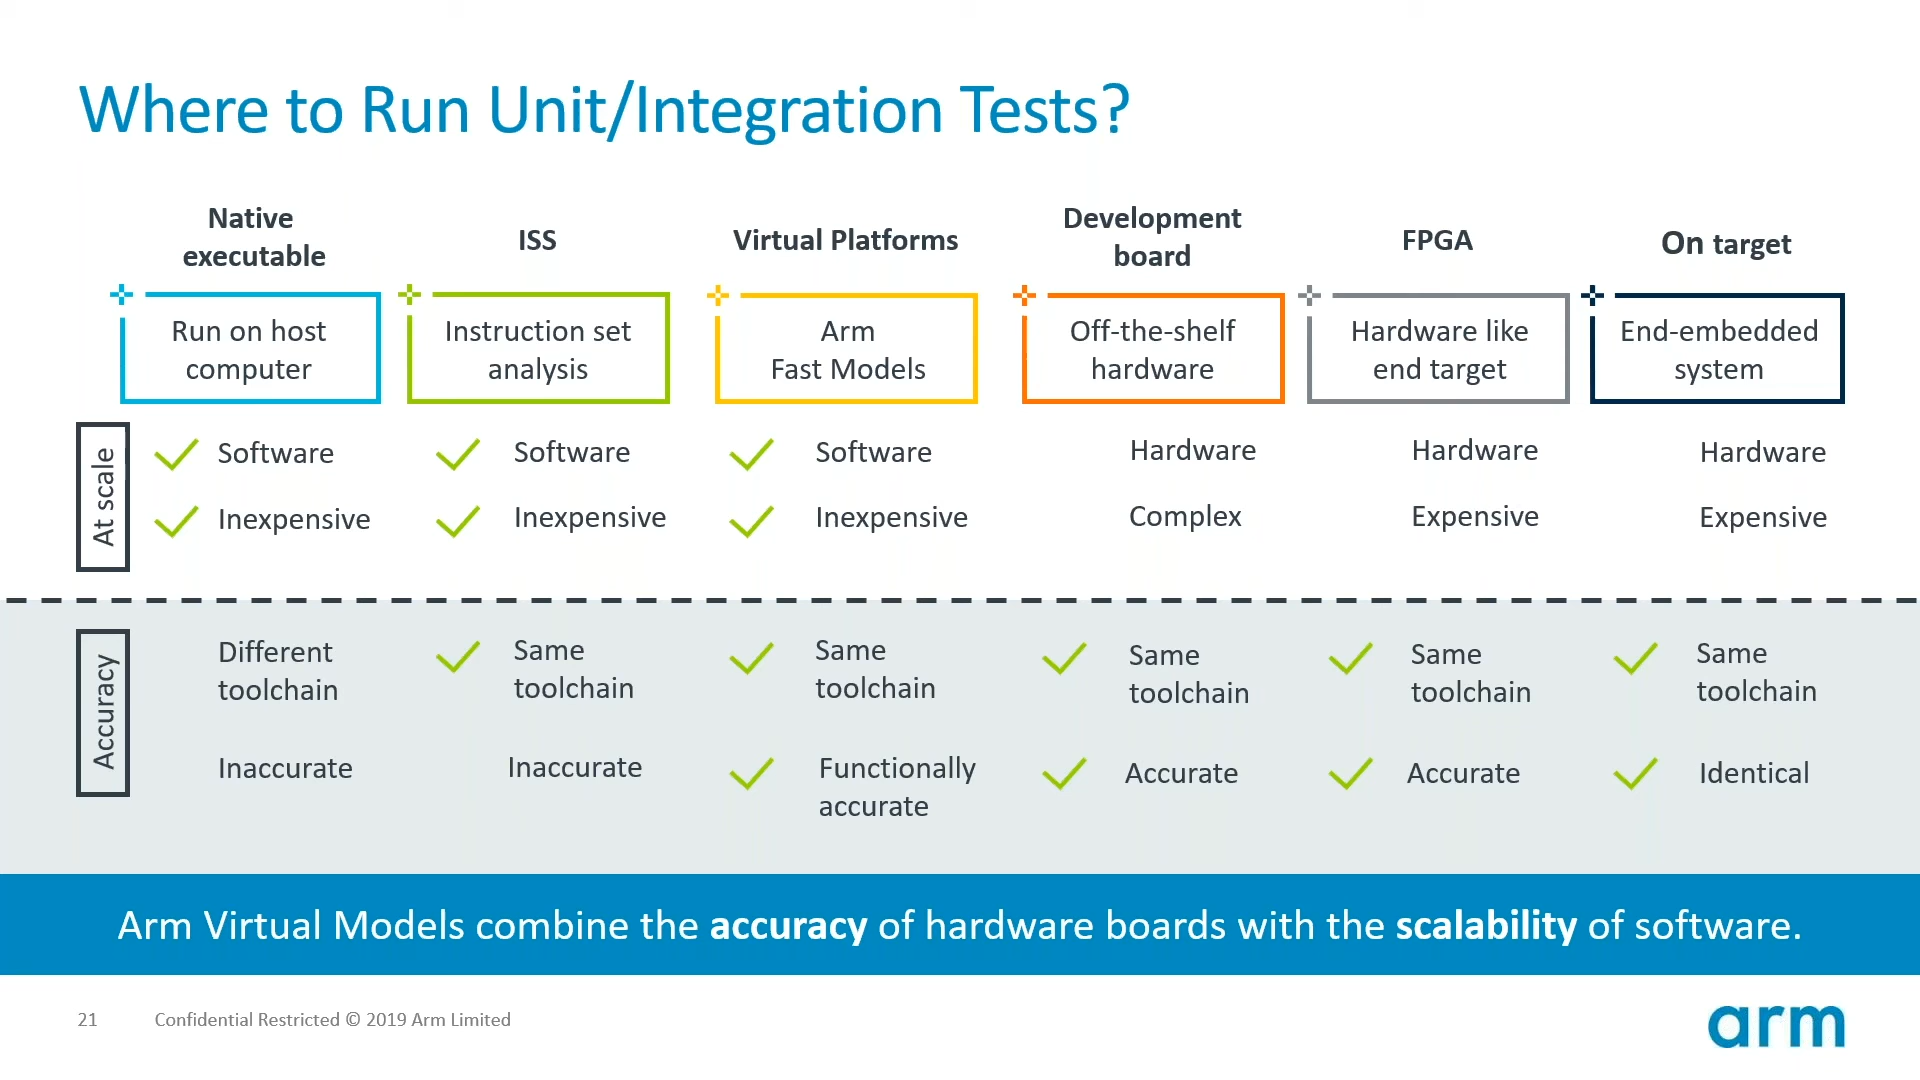 Where to Run Unit/Integration Tests?
Native
executable
ISS
Virtual Platforms
Development
board
FPGA
On target
Run on host
computer
Instruction set
analysis
Arm
Fast Models
Off-the-shelf
hardware
Hardware like
end target
End-embedded
system
At scale
Software
Software
Software
Hardware
Hardware
Hardware
Inexpensive
Inexpensive
Inexpensive
Complex
Expensive
Expensive
Accuracy
Different
toolchain
Same
toolchain
Same
toolchain
Same
toolchain
Same
toolchain
Same
toolchain
Inaccurate
Inaccurate
Functionally
accurate
Accurate
Accurate
Identical
Arm Virtual Models combine the accuracy of hardware boards with the scalability of software.
21
Confidential Restricted © 2019 Arm Limited
arm